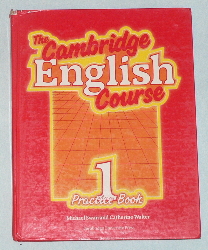 The
Cambridge
English
Course
1
Practice Book
Michael Swan and Catherine Walter